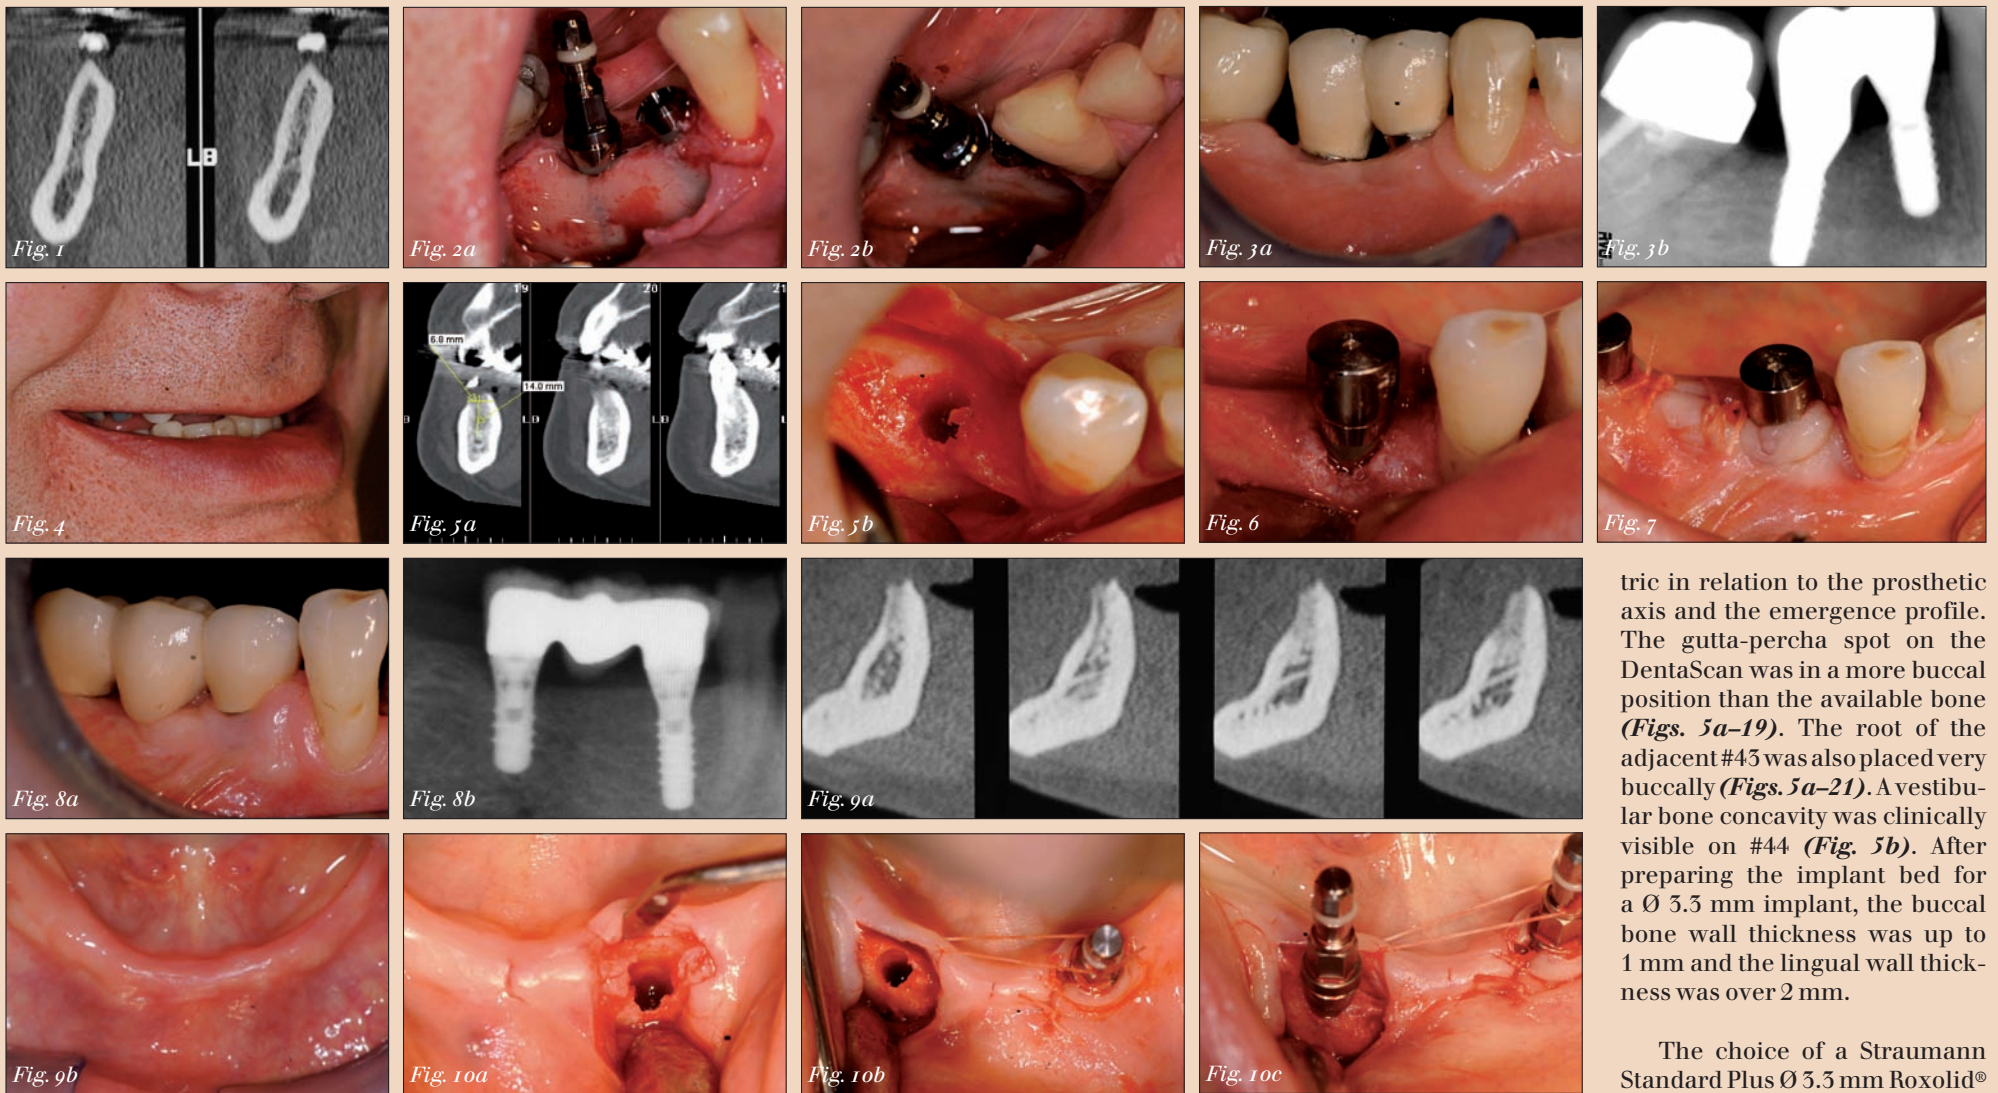 Fig. 1
LB
Fig. 2a
Fig. 2b
Fig. 3a
Fig. 3b
Fig. 4
19
20
21
6.8 mm
14.0 mm
Fig. 5a
Fig. 5b
Fig. 6
Fig. 7
Fig. 8a
Fig. 8b
Fig. 9a
Fig. 9b
Fig. 10a
Fig. 10b
Fig. 10c
tric in relation to the prosthetic
axis and the emergence profile.
The gutta-percha spot on the
DentaScan was in a more buccal
position than the available bone
(Figs. 5a–19). The root of the
adjacent #43 was also placed very
buccally (Figs. 5a–21). A vestibu-
lar bone concavity was clinically
visible on #44 (Fig. 5b). After
preparing the implant bed for
a Ø 3.3 mm implant, the buccal
bone wall thickness was up to
1 mm and the lingual wall thick-
ness was over 2 mm.
The choice of a Straumann
Standard Plus Ø 3.3 mm Roxolid®